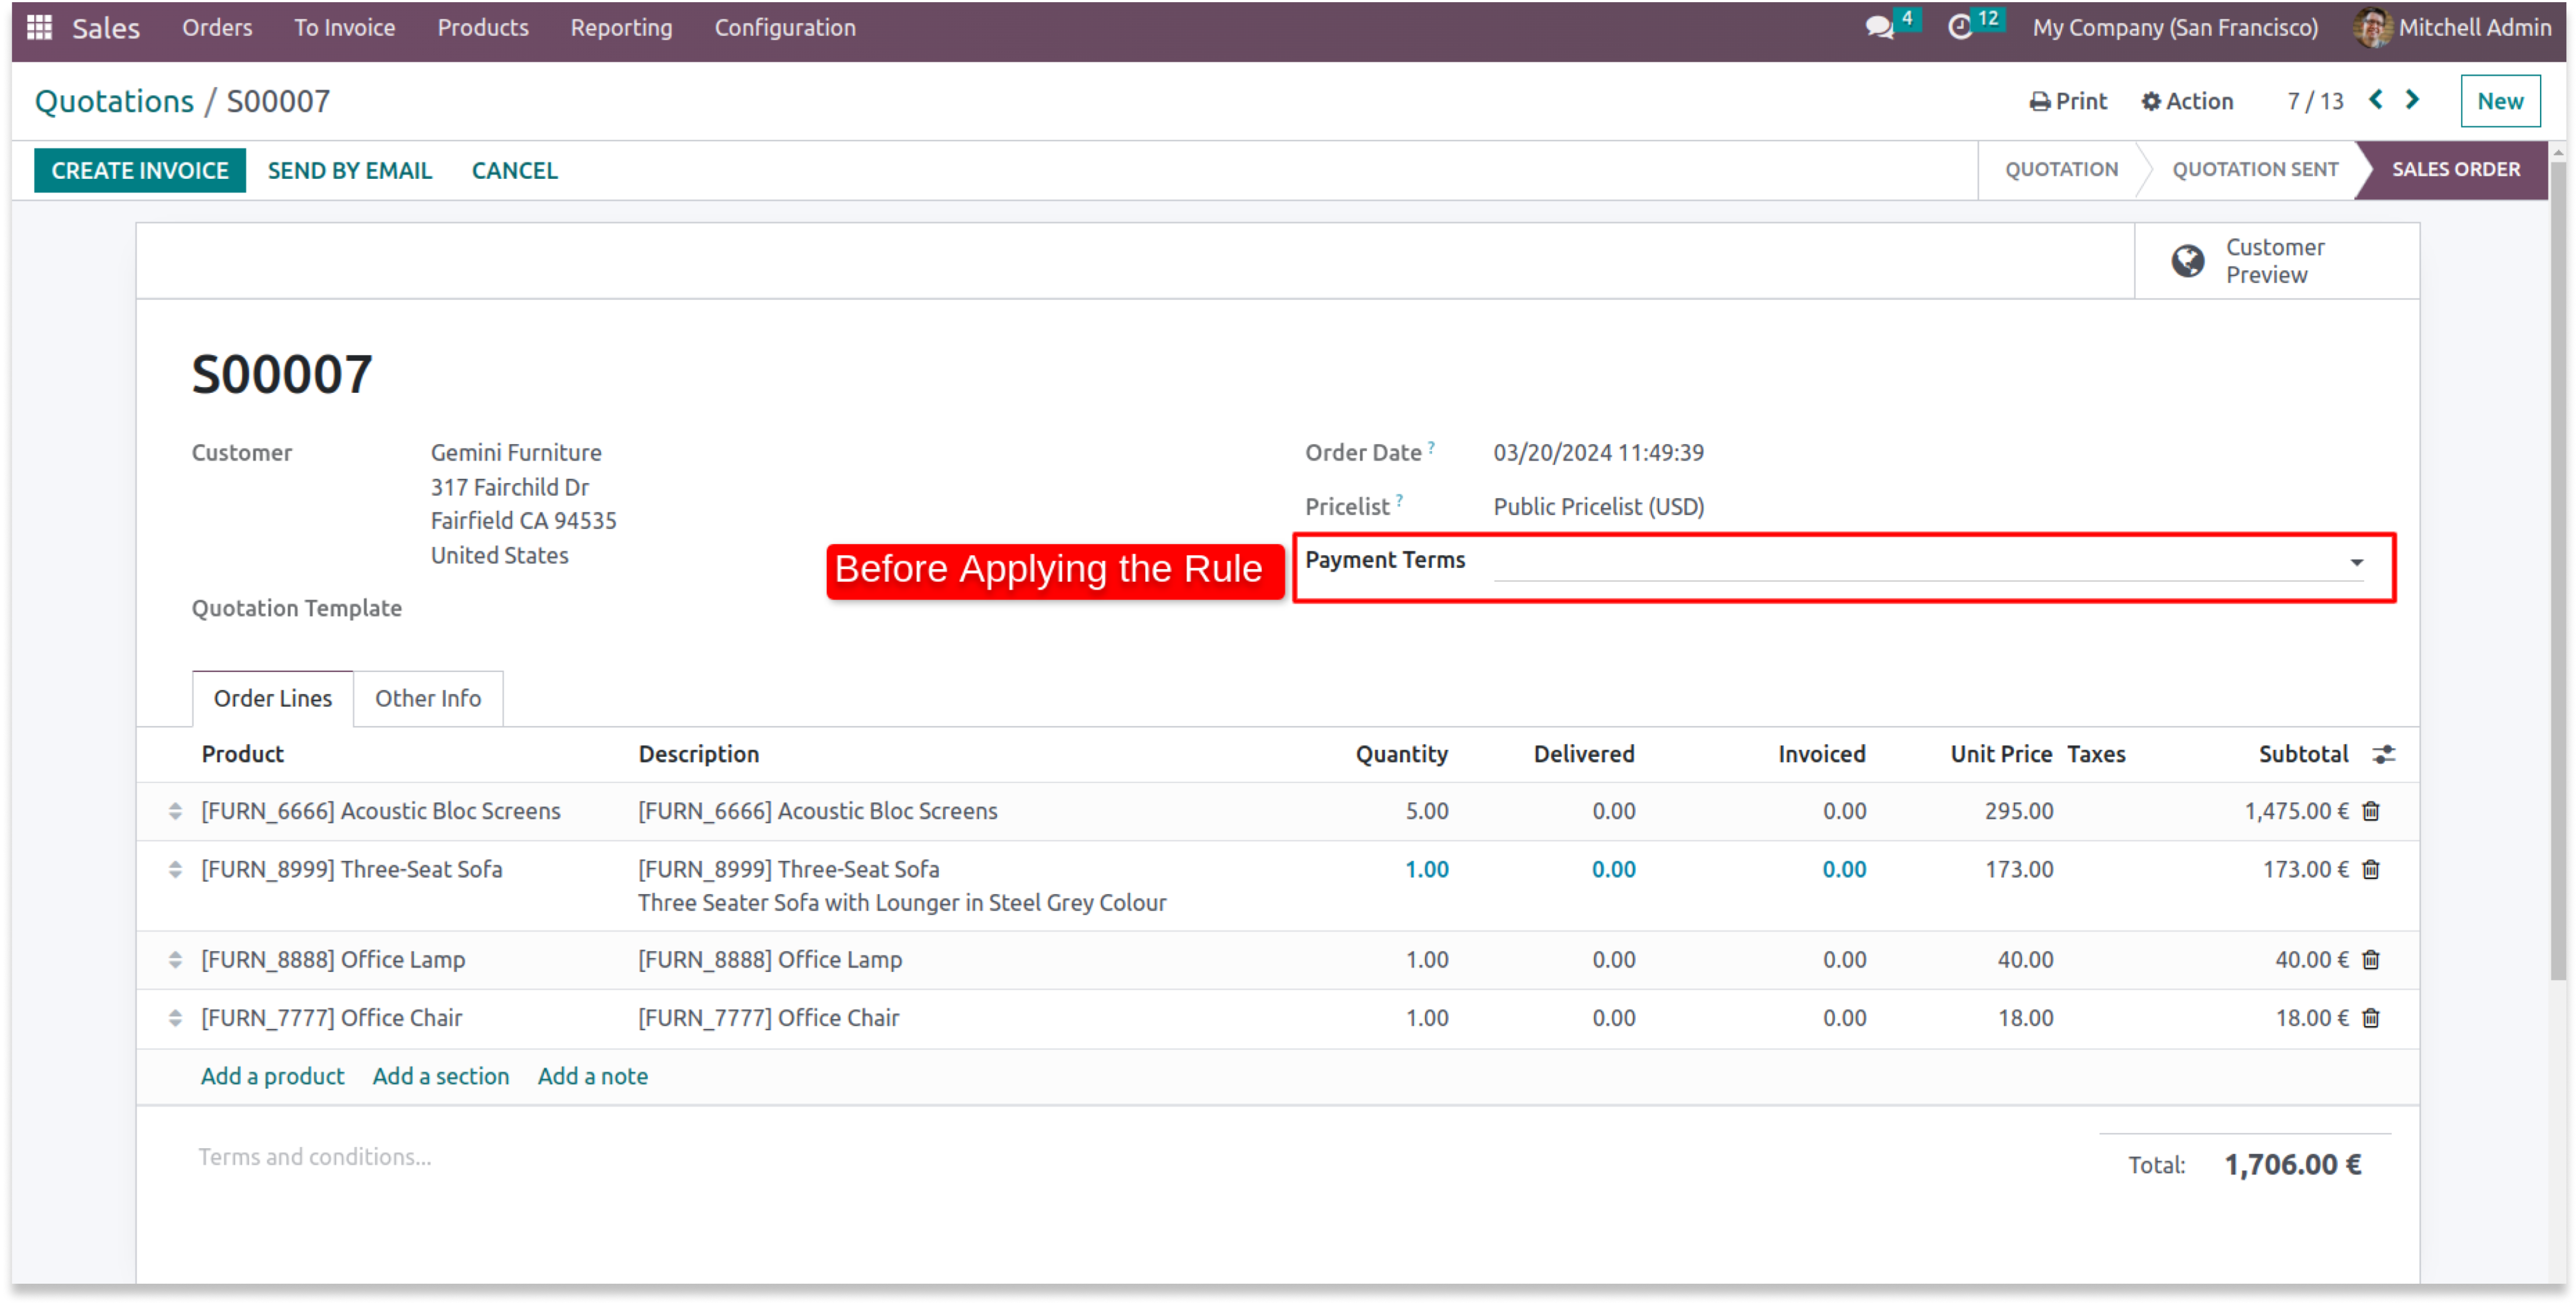 Sales Orders To Invoice Products Reporting Configuration 4 12 My Company (San Francisco) Mitchell Admin
Quotations / S00007 Print Action 7 / 13 New
CREATE INVOICE SEND BY EMAIL CANCEL QUOTATION QUOTATION SENT SALES ORDER
Customer
Preview
S00007
Customer Gemini Furniture Order Date ? 03/20/2024 11:49:39
317 Fairchild Dr
Fairfield CA 94535 Pricelist ? Public Pricelist (USD)
United States
Before Applying the Rule Payment Terms
Quotation Template
Order Lines Other Info
Product Description Quantity Delivered Invoiced Unit Price Taxes Subtotal
[FURN_6666] Acoustic Bloc Screens [FURN_6666] Acoustic Bloc Screens 5.00 0.00 0.00 295.00 1,475.00 €
[FURN_8999] Three-Seat Sofa [FURN_8999] Three-Seat Sofa 1.00 0.00 0.00 173.00 173.00 €
Three Seater Sofa with Lounger in Steel Grey Colour
[FURN_8888] Office Lamp [FURN_8888] Office Lamp 1.00 0.00 0.00 40.00 40.00 €
[FURN_7777] Office Chair [FURN_7777] Office Chair 1.00 0.00 0.00 18.00 18.00 €
Add a product Add a section Add a note
Terms and conditions...
Total: 1,706.00 €